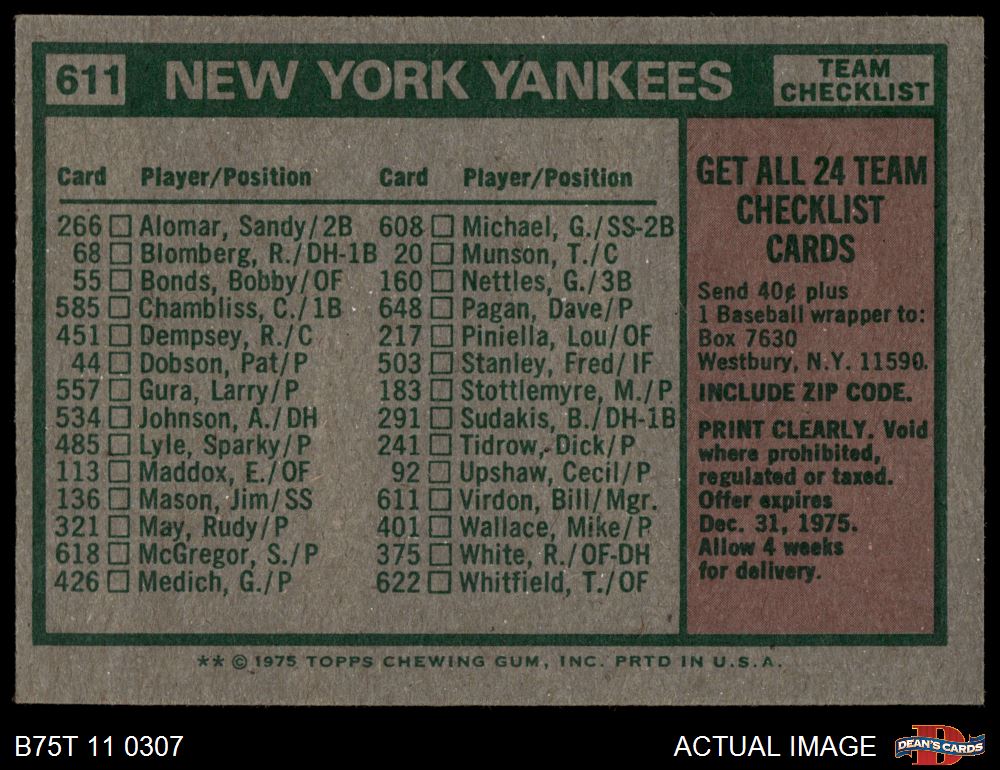 611 NEW YORK YANKEES TEAM CHECKLIST
Card Player/Position
266 Alomar, Sandy/2B
68 Blomberg, R./DH-1B
55 Bonds, Bobby/OF
585 Chambliss, C./1B
451 Dempsey, R./C
44 Dobson, Pat/P
557 Gura, Larry/P
534 Johnson, A./DH
485 Lyle, Sparky/P
113 Maddox, E./OF
136 Mason, Jim/SS
321 May, Rudy/P
618 McGregor, S./P
426 Medich, G./P
Card Player/Position
608 Michael, G./SS-2B
20 Munson, T./C
160 Nettles, G./3B
648 Pagan, Dave/P
217 Piniella, Lou/OF
503 Stanley, Fred/IF
183 Stottlemyre, M./P
291 Sudakis, B./DH-1B
241 Tidrow, Dick/P
92 Upshaw, Cecil/P
611 Virdon, Bill/Mgr.
401 Wallace, Mike/P
375 White, R./OF-DH
622 Whitfield, T./OF
GET ALL 24 TEAM
CHECKLIST
CARDS
Send 40¢ plus
1 Baseball wrapper to:
Box 7630
Westbury, N.Y. 11590.
INCLUDE ZIP CODE.
PRINT CLEARLY. Void
where prohibited,
regulated or taxed.
Offer expires
Dec. 31, 1975.
Allow 4 weeks
for delivery.
** © 1975 TOPPS CHEWING GUM, INC. PRTD IN U.S.A.
B75T 11 0307
ACTUAL IMAGE
DEAN'S CARDS